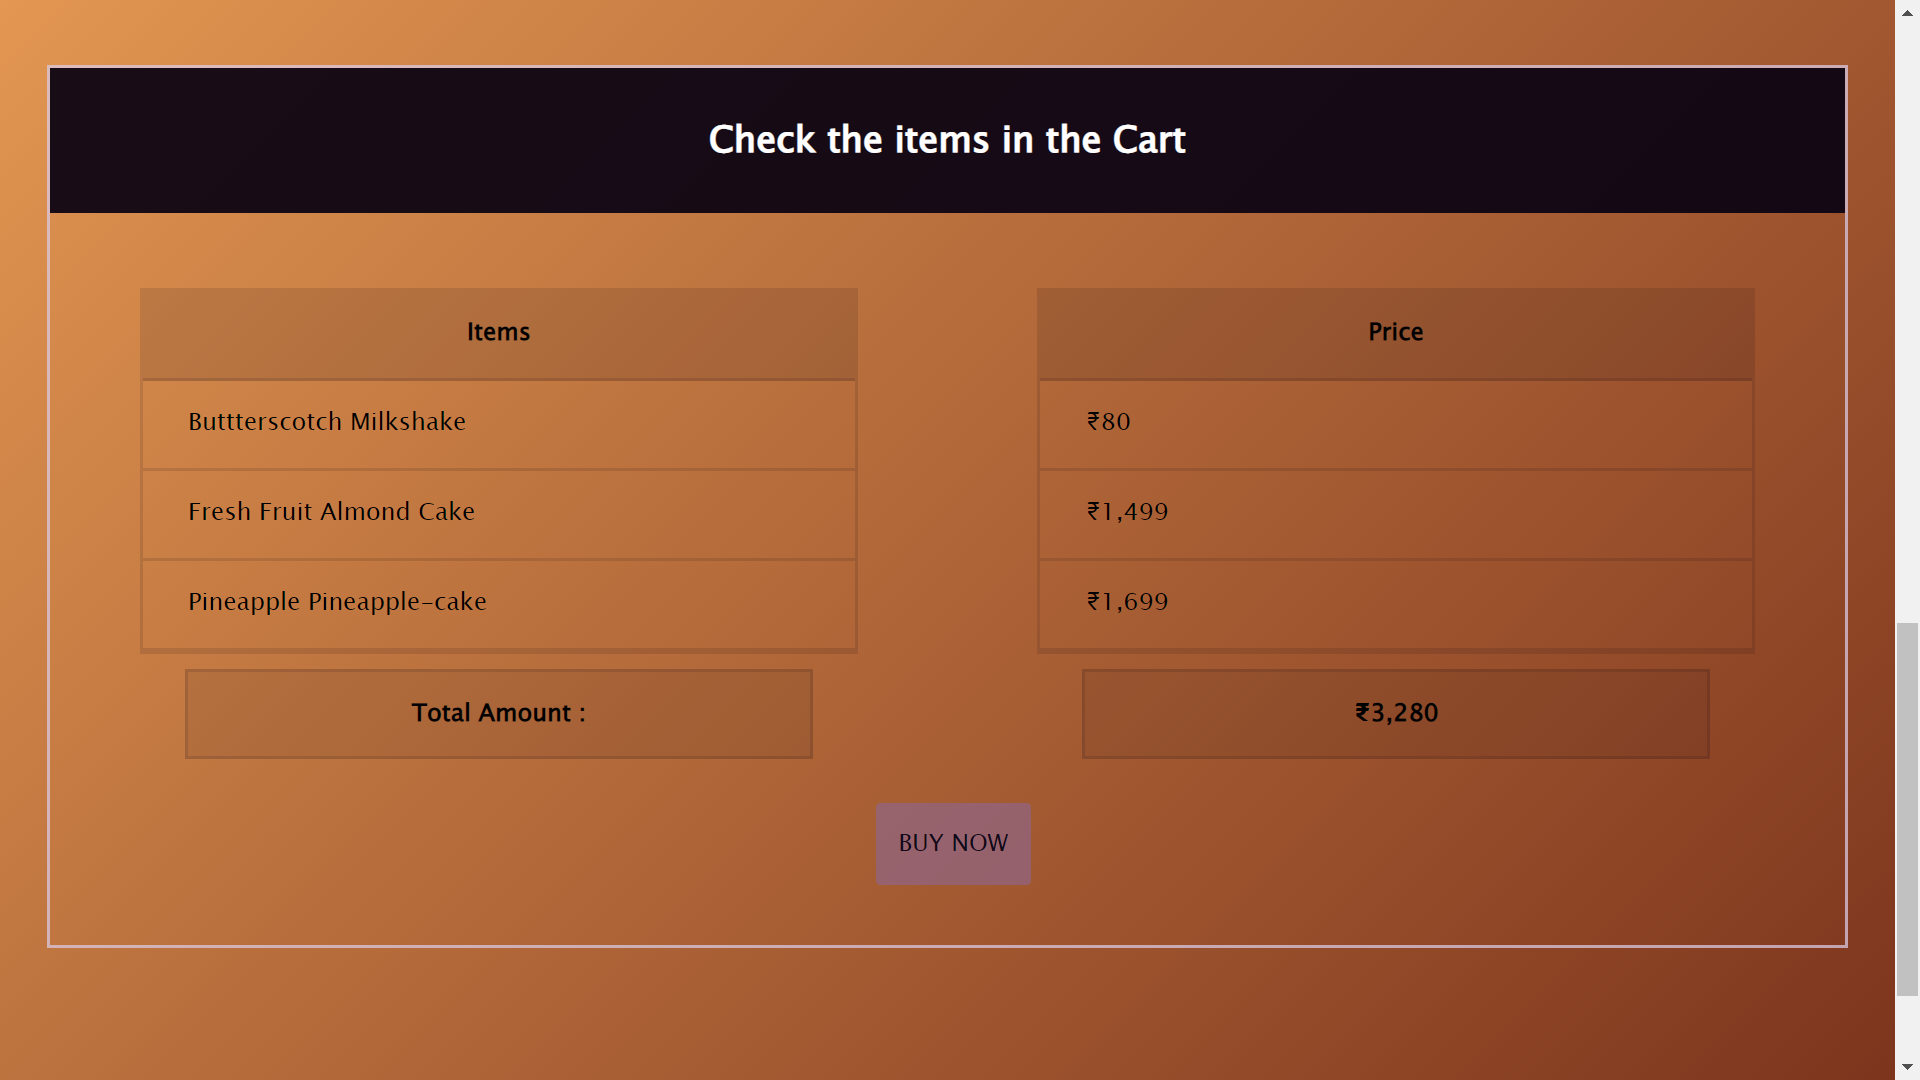 Check the items in the Cart
Items
Price
Buttterscotch Milkshake
₹80
Fresh Fruit Almond Cake
₹1,499
Pineapple Pineapple-cake
₹1,699
Total Amount :
₹3,280
BUY NOW